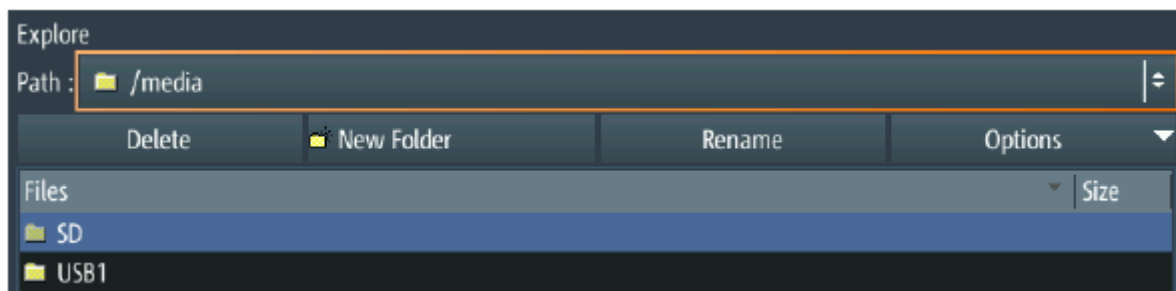 Explore
Path : /media
Delete New Folder Rename Options
Files Size
SD
USB1